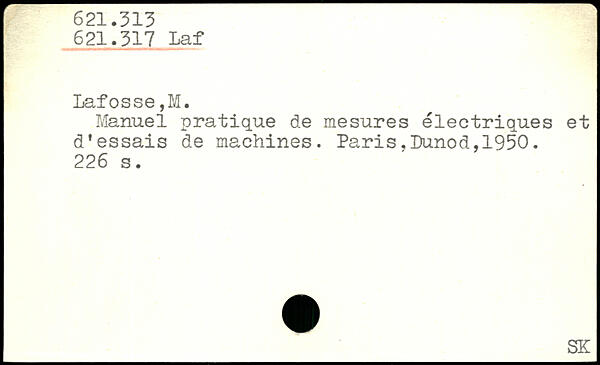 621.313
621.317 Laf
Lafosse,M.
Manuel pratique de mesures électriques et
d'essais de machines. Paris,Dunod,1950.
226 s.
SK